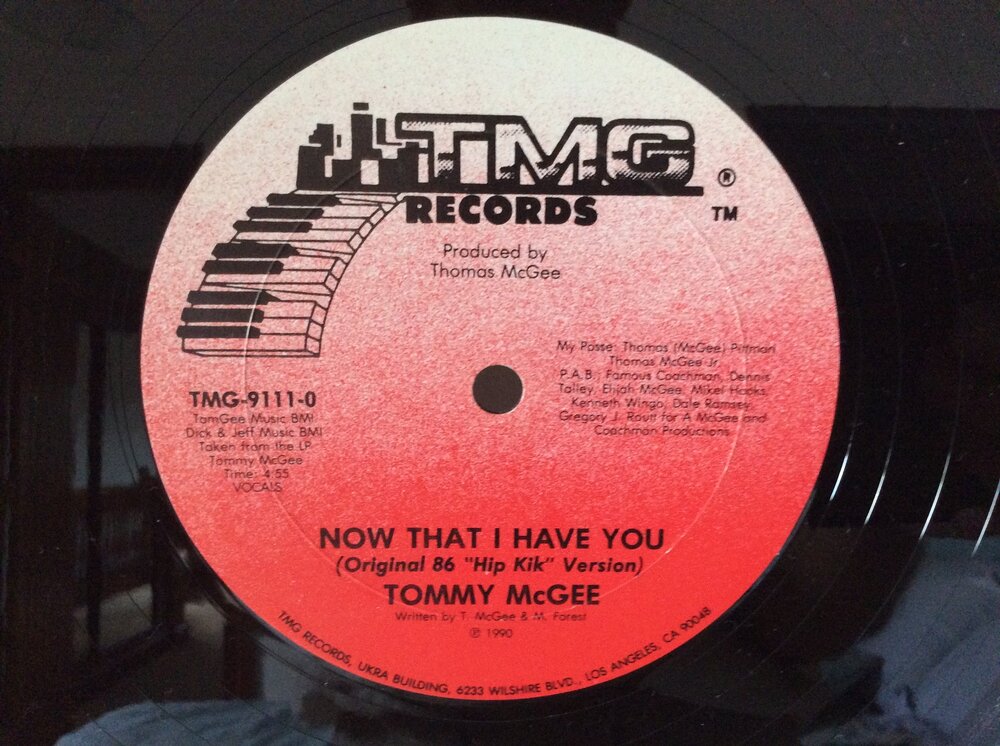 TMG
®
RECORDS
TM
Produced by
Thomas McGee
My Posse: Thomas (McGee) Pittman
Thomas McGee Jr.
P.A.B., Famous Coachman, Dennis
Talley, Elijah McGee, Mikel Hooks,
Kenneth Wingo, Dale Ramsey,
Gregory J. Routt for A McGee and
Coachman Productions.
TMG-9111-0
TamGee Music BMI
Dick & Jeff Music BMI
Taken from the LP
Tommy McGee
Time: 4:55
VOCALS
NOW THAT I HAVE YOU
(Original 86 "Hip Kik" Version)
TOMMY McGEE
Written by T. McGee & M. Forest
℗ 1990
TMG RECORDS, UKRA BUILDING, 6233 WILSHIRE BLVD., LOS ANGELES, CA 90048